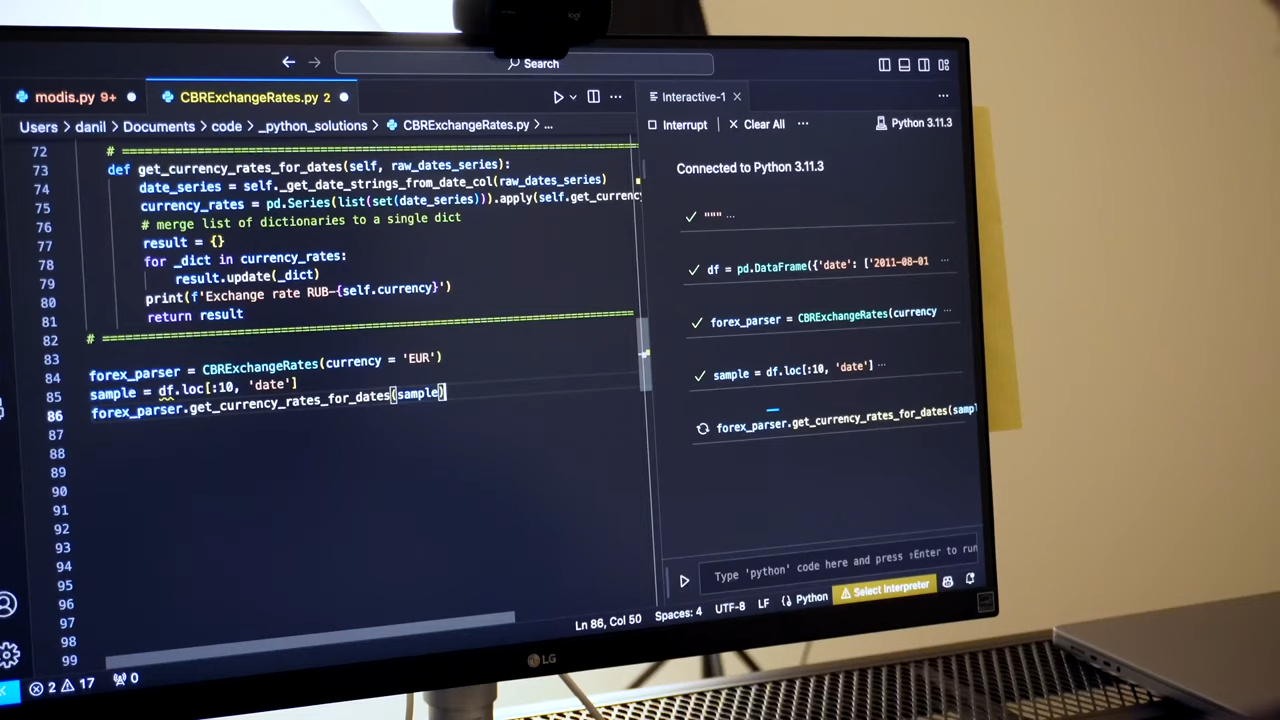 logi
← → Search
modis.py 9+ ● CBRExchangeRates.py 2 ●
Users > danil > Documents > code > _python_solutions > CBRExchangeRates.py > ...
72 # ================================================
73 def get_currency_rates_for_dates(self, raw_dates_series):
74 date_series = self._get_date_strings_from_date_col(raw_dates_series)
75 currency_rates = pd.Series(list(set(date_series))).apply(self.get_currency
76 # merge list of dictionaries to a single dict
77 result = {}
78 for _dict in currency_rates:
79 result.update(_dict)
80 print(f'Exchange rate RUB-{self.currency}')
81 return result
82 # ================================================
83
84 forex_parser = CBRExchangeRates(currency = 'EUR')
85 sample = df.loc[:10, 'date']
86 forex_parser.get_currency_rates_for_dates(sample)
87
88
89
90
91
92
93
94
95
96
97
98
99
Interactive-1 ×
Interrupt × Clear All ... Python 3.11.3
Connected to Python 3.11.3
✓ """ ...
✓ df = pd.DataFrame({'date': ['2011-08-01 ...
✓ forex_parser = CBRExchangeRates(currency ...
✓ sample = df.loc[:10, 'date'] ...
forex_parser.get_currency_rates_for_dates(samp
Type 'python' code here and press ⇧Enter to run
2 17 0 Ln 86, Col 50 Spaces: 4 UTF-8 LF Python Select Interpreter
LG